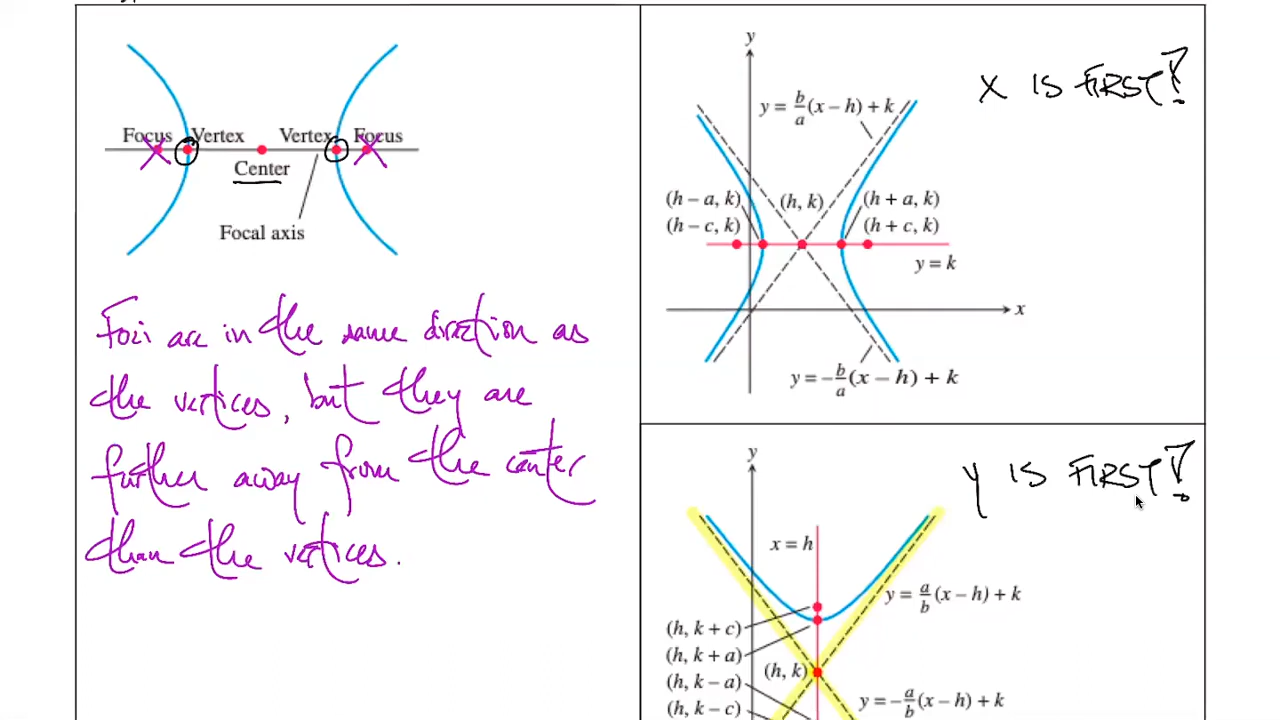 Focus Vertex Vertex Focus
Center
Focal axis
Foci are in the same direction as
the vertices, but they are
further away from the center
than the vertices.
y
X IS FIRST!
y = b/a (x – h) + k
(h – a, k) (h, k) (h + a, k)
(h – c, k) (h + c, k)
y = k
x
y = – b/a (x – h) + k
y
Y IS FIRST!
x = h
y = a/b (x – h) + k
(h, k + c)
(h, k + a)
(h, k)
(h, k – a)
(h, k – c)
y = – a/b (x – h) + k